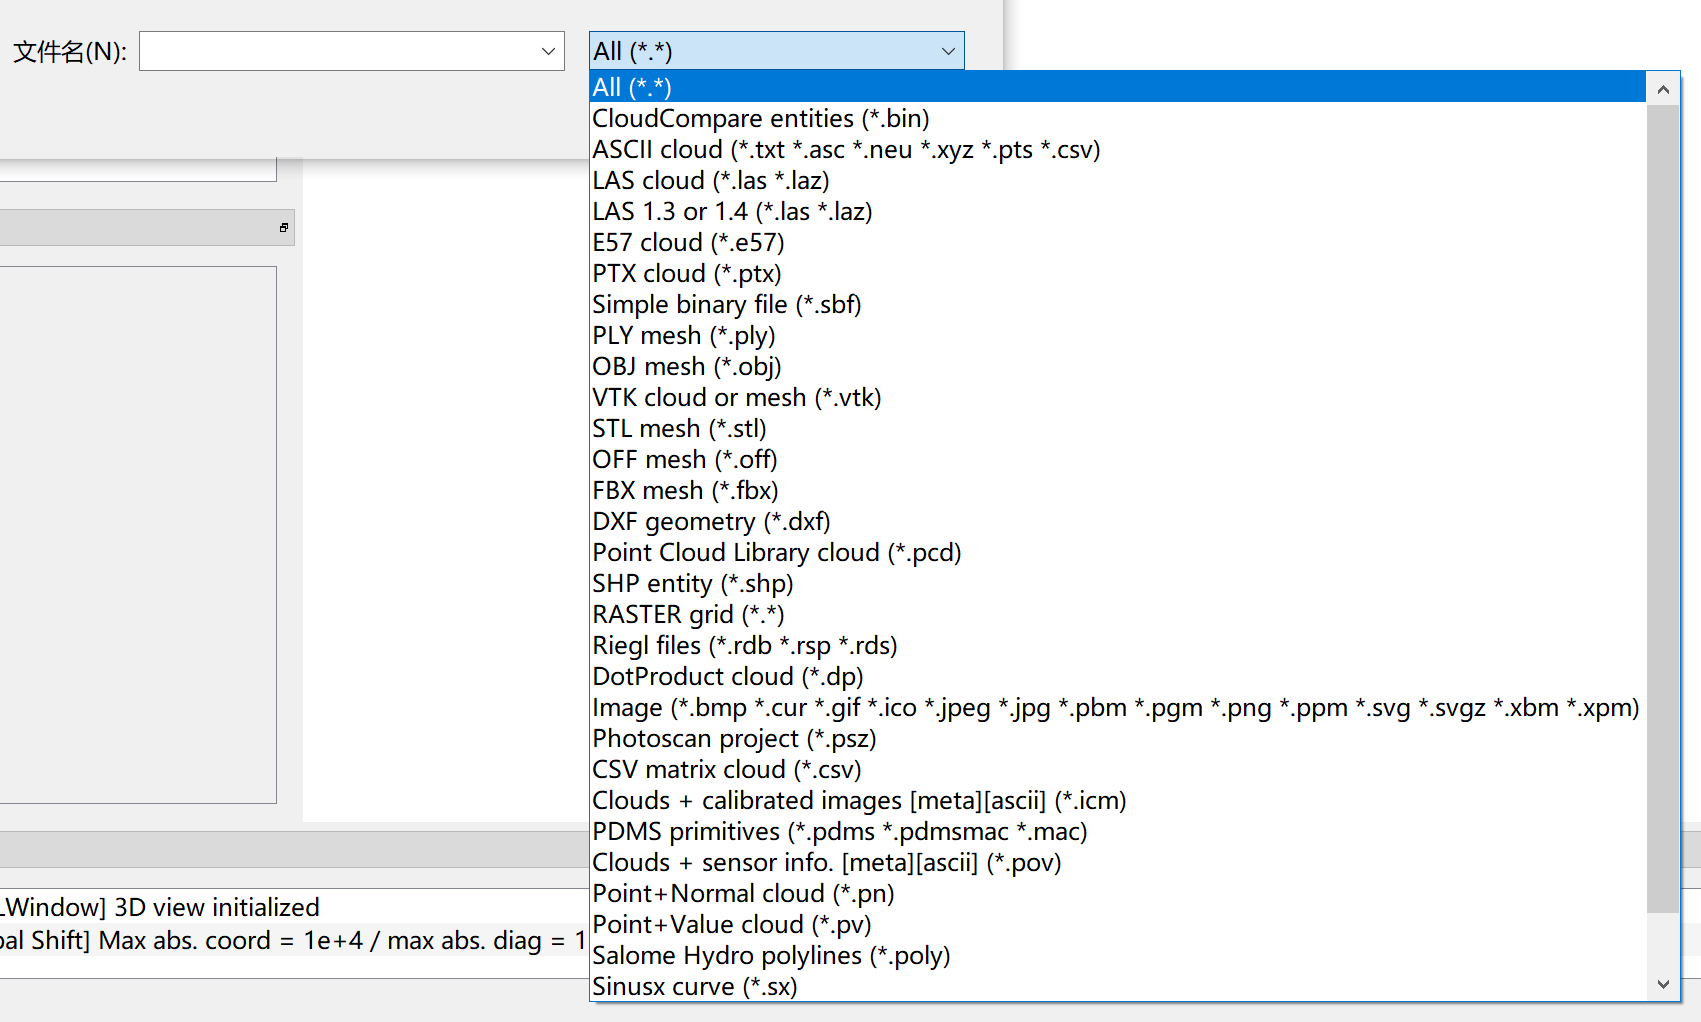 文件名(N):
All (*.*)
All (*.*)
CloudCompare entities (*.bin)
ASCII cloud (*.txt *.asc *.neu *.xyz *.pts *.csv)
LAS cloud (*.las *.laz)
LAS 1.3 or 1.4 (*.las *.laz)
E57 cloud (*.e57)
PTX cloud (*.ptx)
Simple binary file (*.sbf)
PLY mesh (*.ply)
OBJ mesh (*.obj)
VTK cloud or mesh (*.vtk)
STL mesh (*.stl)
OFF mesh (*.off)
FBX mesh (*.fbx)
DXF geometry (*.dxf)
Point Cloud Library cloud (*.pcd)
SHP entity (*.shp)
RASTER grid (*.*)
Riegl files (*.rdb *.rsp *.rds)
DotProduct cloud (*.dp)
Image (*.bmp *.cur *.gif *.ico *.jpeg *.jpg *.pbm *.pgm *.png *.ppm *.svg *.svgz *.xbm *.xpm)
Photoscan project (*.psz)
CSV matrix cloud (*.csv)
Clouds + calibrated images [meta][ascii] (*.icm)
PDMS primitives (*.pdms *.pdmsmac *.mac)
Clouds + sensor info. [meta][ascii] (*.pov)
Point+Normal cloud (*.pn)
Point+Value cloud (*.pv)
Salome Hydro polylines (*.poly)
Sinusx curve (*.sx)
LWindow] 3D view initialized
bal Shift] Max abs. coord = 1e+4 / max abs. diag = 1